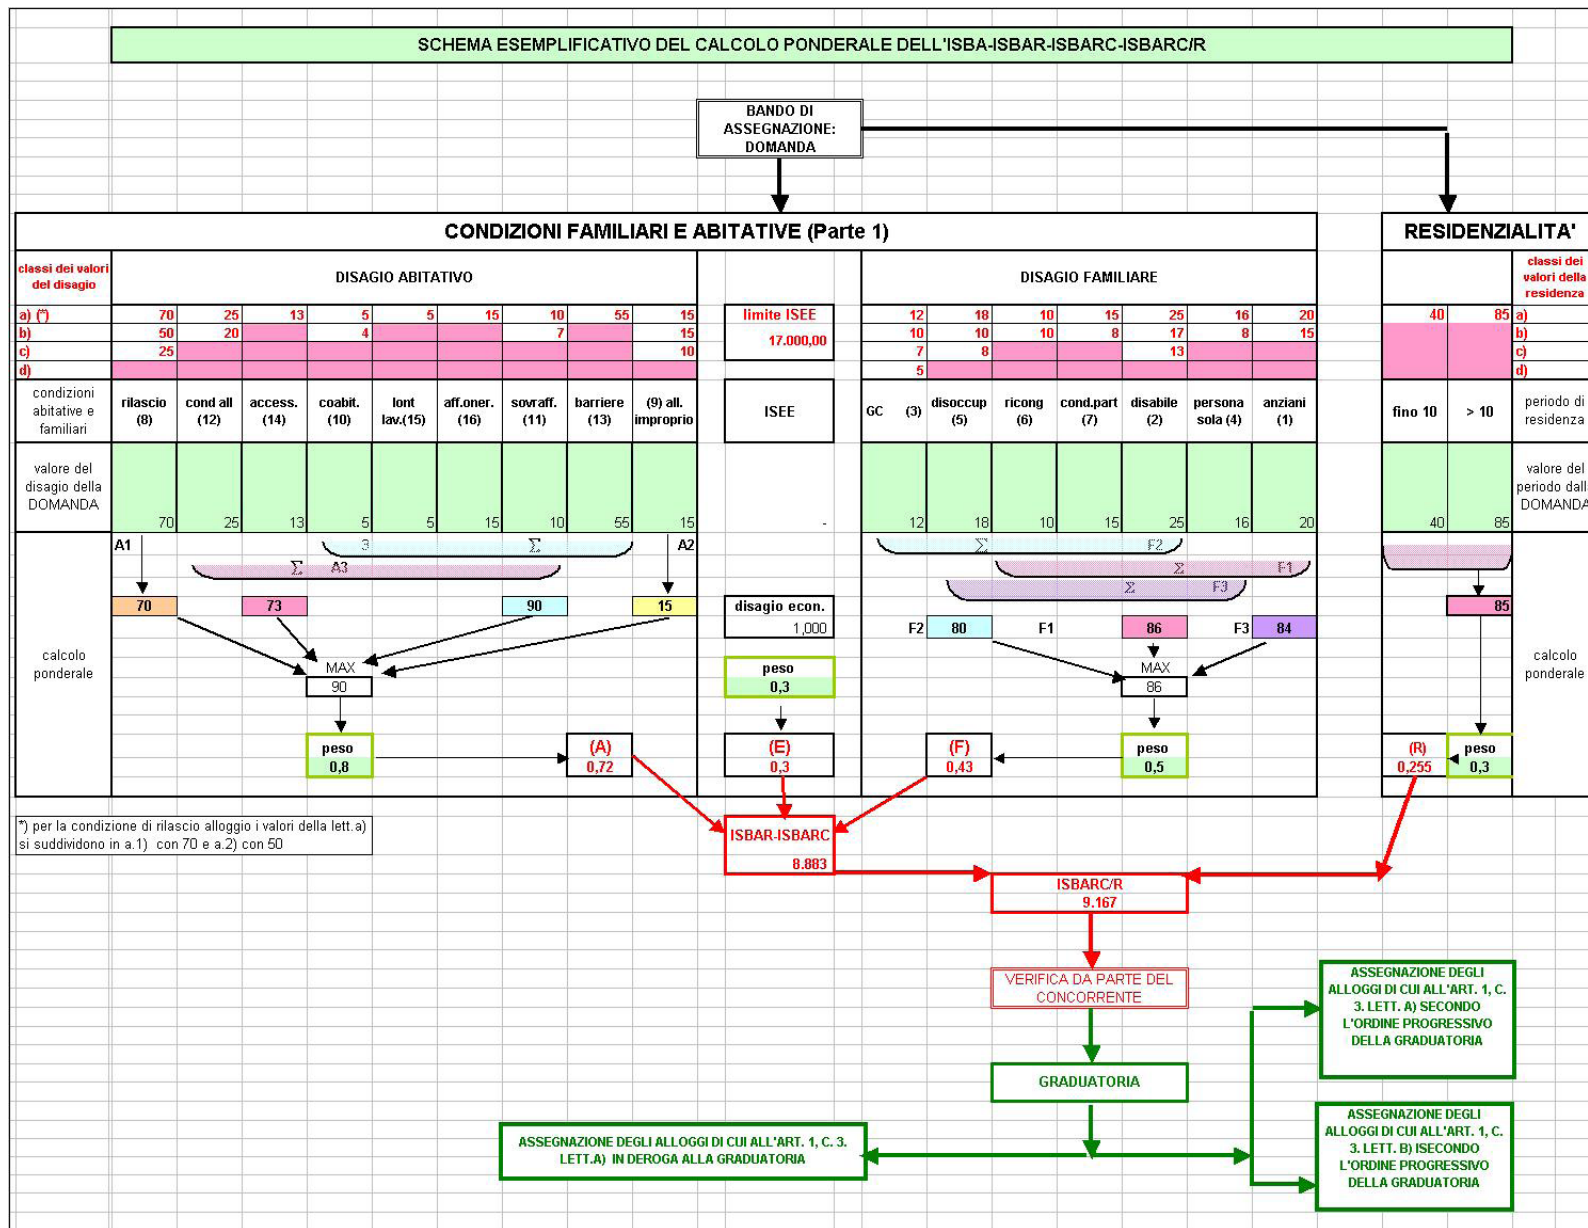 SCHEMA ESEMPLIFICATIVO DEL CALCOLO PONDERALE DELL'ISBA-ISBAR-ISBARC-ISBARC/R
BANDO DI
ASSEGNAZIONE:
DOMANDA
CONDIZIONI FAMILIARI E ABITATIVE (Parte 1)
RESIDENZIALITA'
classi dei valori
del disagio
DISAGIO ABITATIVO
DISAGIO FAMILIARE
classi dei
valori della
residenza
a) (*) 70 25 13 5 5 15 10 55 15
b) 50 20 4 7 15
c) 25 10
d)
limite ISEE
17.000,00
12 18 10 15 25 16 20
10 10 10 8 17 8 15
7 8 13
5
40 85 a)
b)
c)
d)
condizioni
abitative e
familiari
rilascio
(8)
cond all
(12)
access.
(14)
coabit.
(10)
lont
lav.(15)
aff.oner.
(16)
sovraff.
(11)
barriere
(13)
(9) all.
improprio
ISEE
GC (3)
disoccup
(5)
ricong
(6)
cond.part
(7)
disabile
(2)
persona
sola (4)
anziani
(1)
fino 10
> 10
periodo di
residenza
valore del
disagio della
DOMANDA
70 25 13 5 5 15 10 55 15
-
12 18 10 15 25 16 20
40 85
valore del
periodo dalla
DOMANDA
A1
3 Σ
A2
Σ A3
Σ F2
Σ F1
Σ F3
70
73
90
15
disagio econ.
1,000
F2 80
F1 86
F3 84
85
calcolo
ponderale
MAX
90
peso
0,3
MAX
86
calcolo
ponderale
peso
0,8
(A)
0,72
(E)
0,3
(F)
0,43
peso
0,5
(R)
0,255
peso
0,3
*) per la condizione di rilascio alloggio i valori della lett.a)
si suddividono in a.1) con 70 e a.2) con 50
ISBAR-ISBARC
8.883
ISBARC/R
9.167
VERIFICA DA PARTE DEL
CONCORRENTE
GRADUATORIA
ASSEGNAZIONE DEGLI
ALLOGGI DI CUI ALL'ART. 1, C.
3. LETT. A) SECONDO
L'ORDINE PROGRESSIVO
DELLA GRADUATORIA
ASSEGNAZIONE DEGLI ALLOGGI DI CUI ALL'ART. 1, C. 3.
LETT.A) IN DEROGA ALLA GRADUATORIA
ASSEGNAZIONE DEGLI
ALLOGGI DI CUI ALL'ART. 1, C.
3. LETT. B) ISECONDO
L'ORDINE PROGRESSIVO
DELLA GRADUATORIA